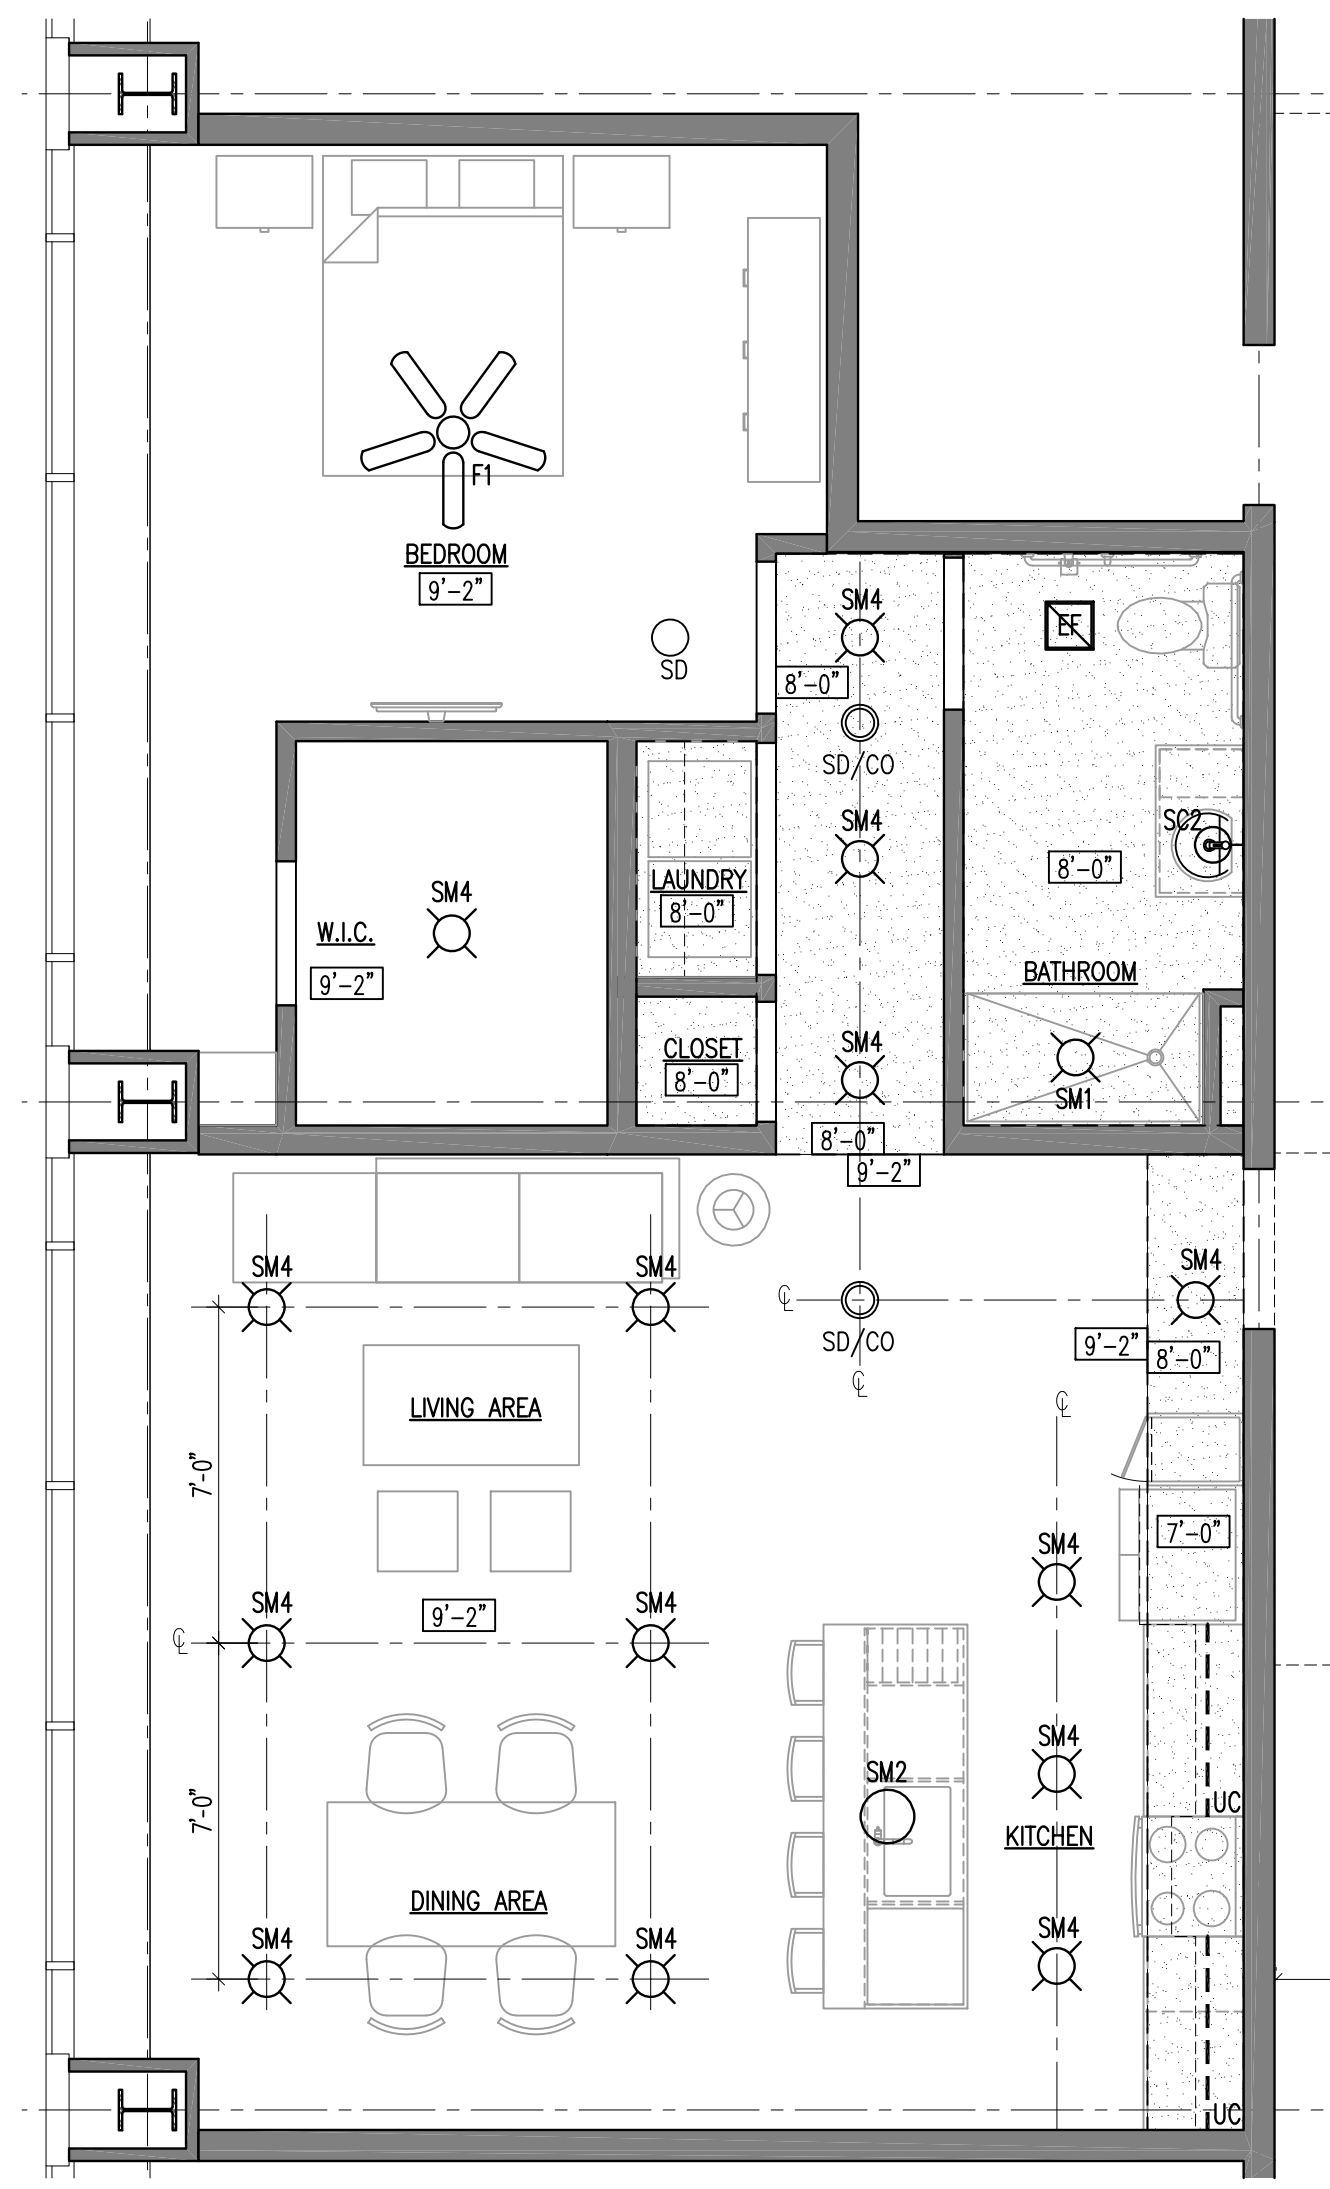 F1
BEDROOM
9'-2"
SD
SM4
8'-0"
SD/CO
SM4
EF
SC2
8'-0"
BATHROOM
SM4
W.I.C.
9'-2"
LAUNDRY
8'-0"
CLOSET
8'-0"
SM4
SM1
8'-0"
9'-2"
SM4
SM4
SM4
℄
SD/CO
℄
9'-2"
8'-0"
℄
LIVING AREA
7'-0"
7'-0"
SM4
SM4
SM4
℄
9'-2"
SM4
SM2
UC
KITCHEN
7'-0"
DINING AREA
SM4
SM4
SM4
UC